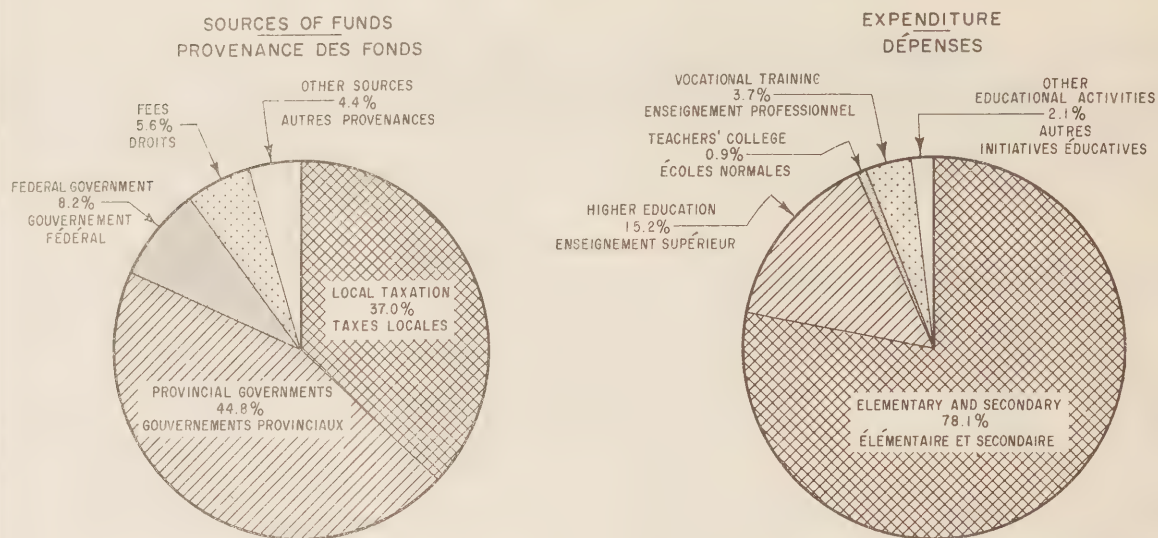 SOURCES OF FUNDS
PROVENANCE DES FONDS
OTHER SOURCES
4.4%
AUTRES PROVENANCES
FEES
5.6%
DROITS
FEDERAL GOVERNMENT
8.2%
GOUVERNEMENT
FÉDÉRAL
LOCAL TAXATION
37.0%
TAXES LOCALES
PROVINCIAL GOVERNMENTS
44.8%
GOUVERNEMENTS PROVINCIAUX
EXPENDITURE
DÉPENSES
VOCATIONAL TRAINING
3.7%
ENSEIGNEMENT PROFESSIONNEL
OTHER
EDUCATIONAL ACTIVITIES
2.1%
AUTRES
INITIATIVES ÉDUCATIVES
TEACHERS' COLLEGE
0.9%
ÉCOLES NORMALES
HIGHER EDUCATION
15.2%
ENSEIGNEMENT SUPÉRIEUR
ELEMENTARY AND SECONDARY
78.1%
ÉLÉMENTAIRE ET SECONDAIRE